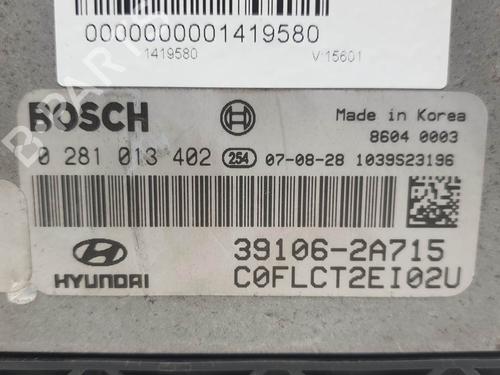 0000000001419580
1419580 V 15601
BOSCH
Made in Korea
8604 0003
0 281 013 402 254 07-08-28 1039S23196
39106-2A715
HYUNDAI
C0FLCT2EI02U